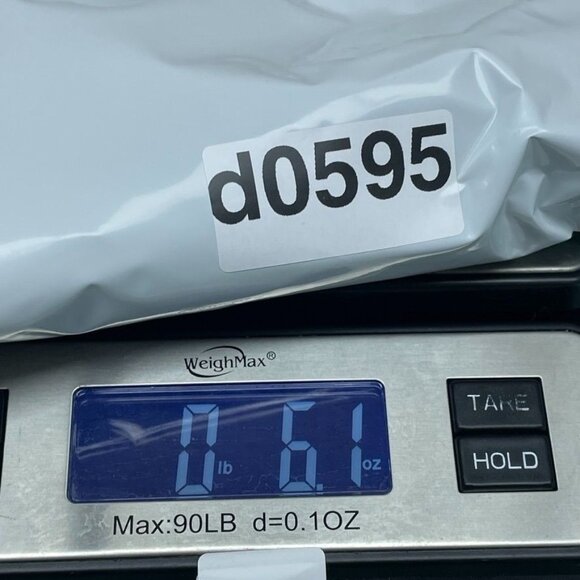 d0595
WeighMax®
TARE
0 lb 6.1 oz
HOLD
Max:90LB d=0.1OZ